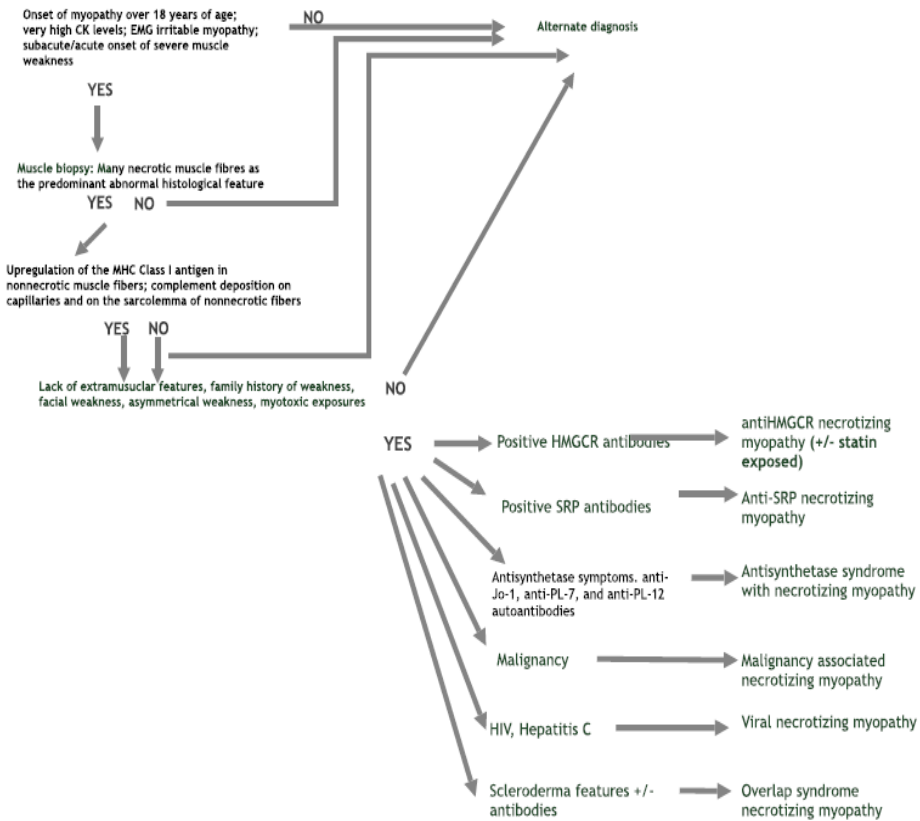 Onset of myopathy over 18 years of age;
very high CK levels; EMG irritable myopathy;
subacute/acute onset of severe muscle
weakness
NO
Alternate diagnosis
YES
Muscle biopsy: Many necrotic muscle fibres as
the predominant abnormal histological feature
YES NO
Upregulation of the MHC Class I antigen in
nonnecrotic muscle fibers; complement deposition on
capillaries and on the sarcolemma of nonnecrotic fibers
YES NO
Lack of extramusuclar features, family history of weakness,
facial weakness, asymmetrical weakness, myotoxic exposures
NO
YES
Positive HMGCR antibodies
antiHMGCR necrotizing
myopathy (+/- statin
exposed)
Positive SRP antibodies
Anti-SRP necrotizing
myopathy
Antisynthetase symptoms. anti-
Jo-1, anti-PL-7, and anti-PL-12
autoantibodies
Antisynthetase syndrome
with necrotizing myopathy
Malignancy
Malignancy associated
necrotizing myopathy
HIV, Hepatitis C
Viral necrotizing myopathy
Scleroderma features +/-
antibodies
Overlap syndrome
necrotizing myopathy